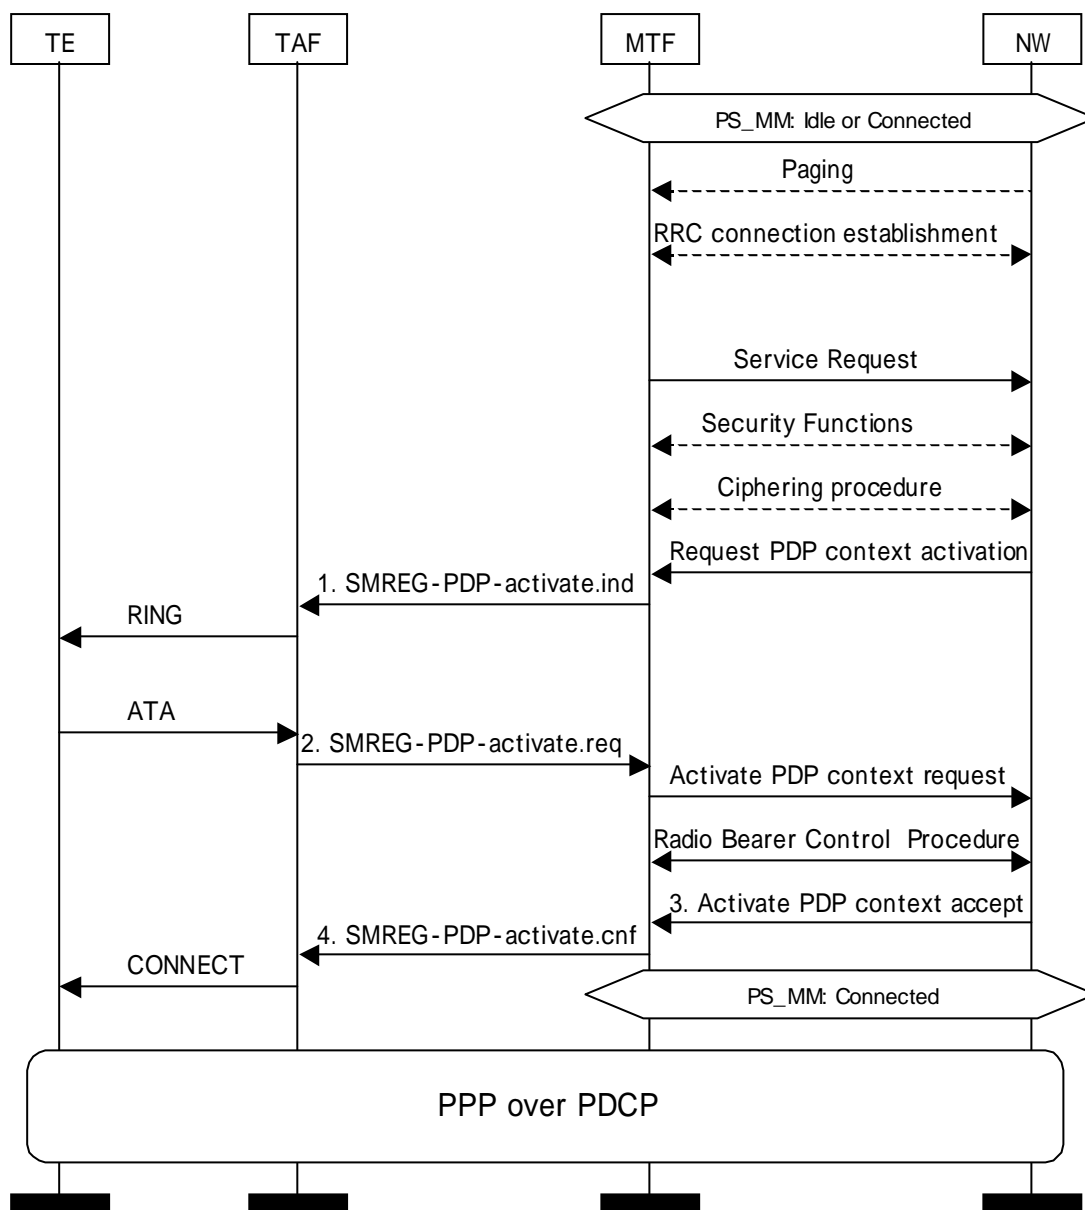 TE
TAF
MTF
NW
PS_MM: Idle or Connected
Paging
RRC connection establishment
Service Request
Security Functions
Ciphering procedure
Request PDP context activation
1. SMREG-PDP-activate.ind
RING
ATA
2. SMREG-PDP-activate.req
Activate PDP context request
Radio Bearer Control Procedure
3. Activate PDP context accept
4. SMREG-PDP-activate.cnf
CONNECT
PS_MM: Connected
PPP over PDCP